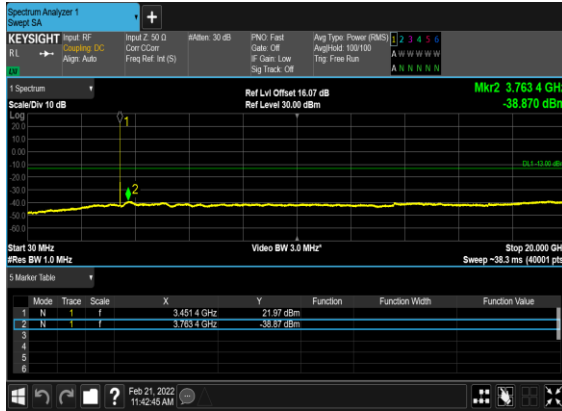 Spectrum Analyzer 1
Swept SA
+
KEYSIGHT Input: RF Input Z: 50 Ω #Atten: 30 dB PNO: Fast Avg Type: Power (RMS) 1 2 3 4 5 6
RL Coupling: DC Corr CCorr Gate: Off Avg|Hold: 100/100 A W W W W W
Align: Auto Freq Ref: Int (S) IF Gain: Low Trig: Free Run
LU Sig Track: Off A N N N N N
1 Spectrum Ref Lvl Offset 16.07 dB Mkr2 3.763 4 GHz
Scale/Div 10 dB Ref Level 30.00 dBm -38.870 dBm
Log
1
20.0
10.0
0.00
-10.0
DL1 -13.00 dBm
-20.0
-30.0
2
-40.0
-50.0
-60.0
Start 30 MHz Video BW 3.0 MHz* Stop 20.000 GHz
#Res BW 1.0 MHz Sweep ~38.3 ms (40001 pts)
5 Marker Table
Mode Trace Scale X Y Function Function Width Function Value
1 N 1 f 3.451 4 GHz 21.97 dBm
2 N 1 f 3.763 4 GHz -38.87 dBm
3
4
5
6
? Feb 21, 2022
11:42:45 AM